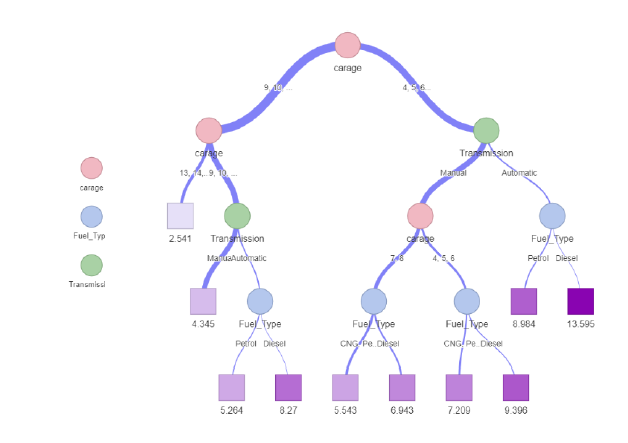 carage
9, 10, ...
4, 5, 6...
carage
Transmission
13, 14,...
9, 10, ...
Manual
Automatic
carage
Fuel_Typ
Transmissi
2.541
Transmission
carage
Fuel_Type
Manua
Automatic
7, 8
4, 5, 6
Petrol
Diesel
4.345
Fuel_Type
Fuel_Type
Fuel_Type
8.984
13.595
Petrol
Diesel
CNG, Pe...
Diesel
CNG, Pe...
Diesel
5.264
8.27
5.543
6.943
7.209
9.396